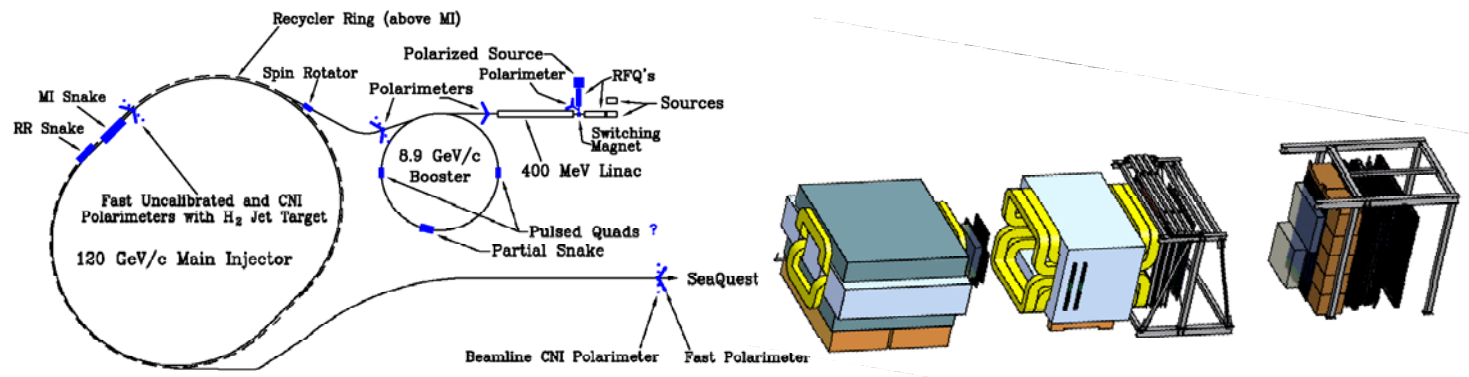 Recycler Ring (above MI)
Polarized Source
Spin Rotator
Polarimeter
RFQ's
MI Snake
Polarimeters
Sources
RR Snake
Switching
Magnet
8.9 GeV/c
Booster
400 MeV Linac
Fast Uncalibrated and CNI
Polarimeters with H2 Jet Target
Pulsed Quads ?
Partial Snake
120 GeV/c Main Injector
SeaQuest
Beamline CNI Polarimeter
Fast Polarimeter